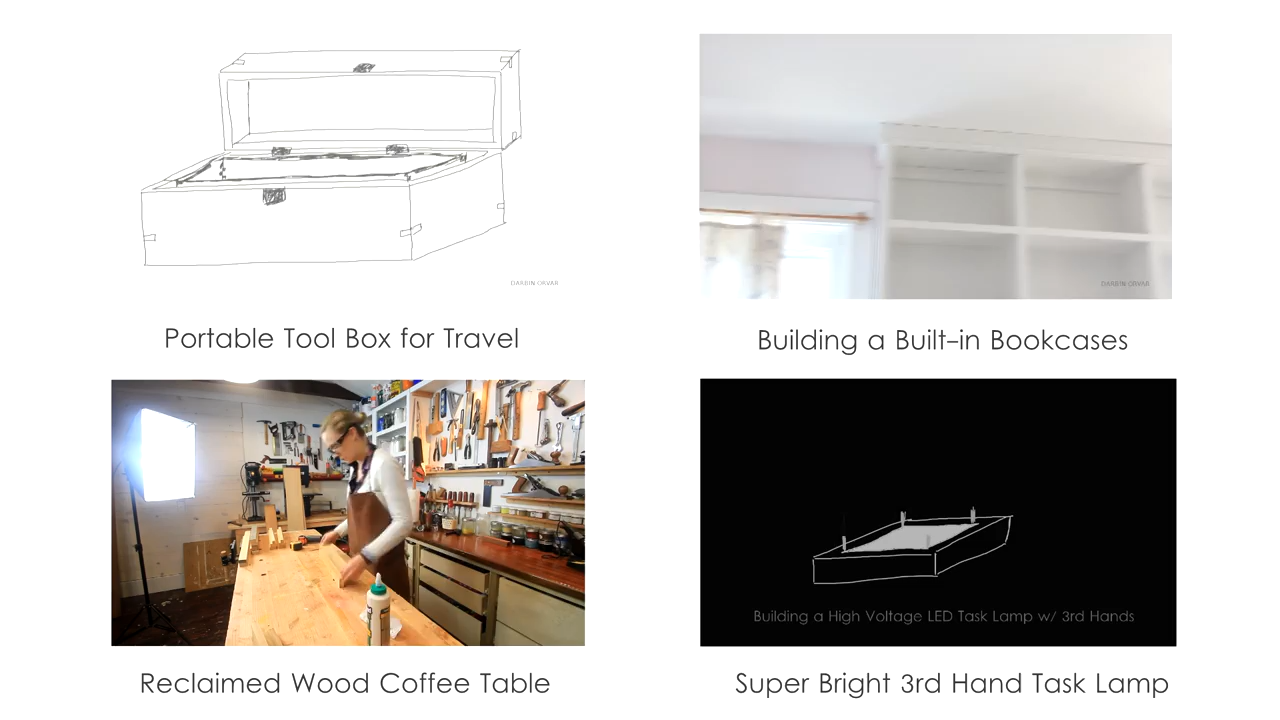 DARBIN ORVAR
DARBIN ORVAR
Portable Tool Box for Travel
Building a Built-in Bookcases
Building a High Voltage LED Task Lamp w/ 3rd Hands
Reclaimed Wood Coffee Table
Super Bright 3rd Hand Task Lamp